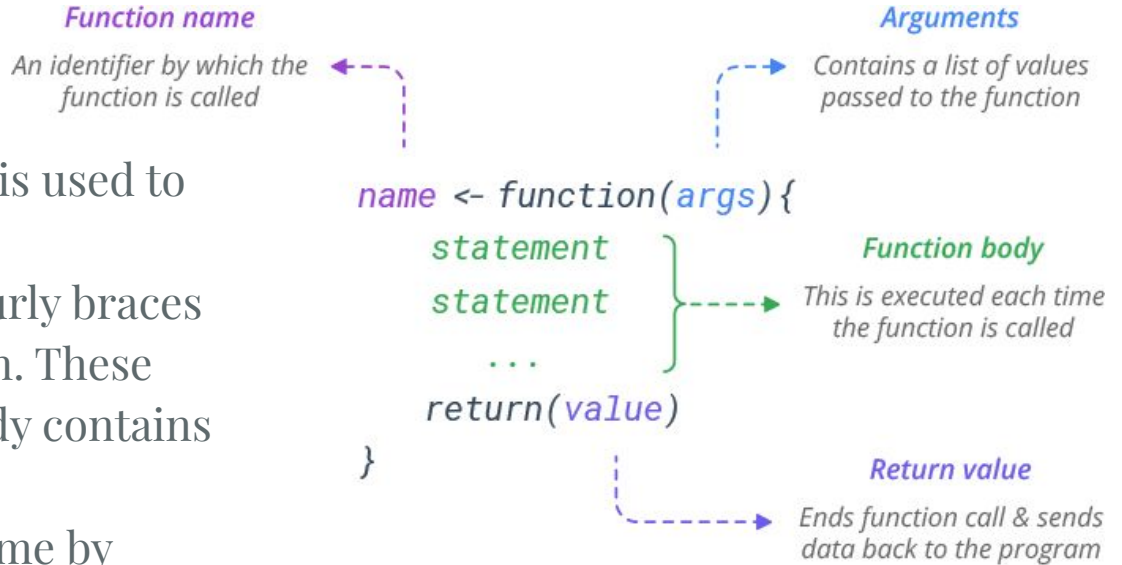 Function name
An identifier by which the
function is called
Arguments
Contains a list of values
passed to the function
is used to
urly braces
n. These
dy contains
me by
name <- function(args){
statement
statement
...
return(value)
}
Function body
This is executed each time
the function is called
Return value
Ends function call & sends
data back to the program